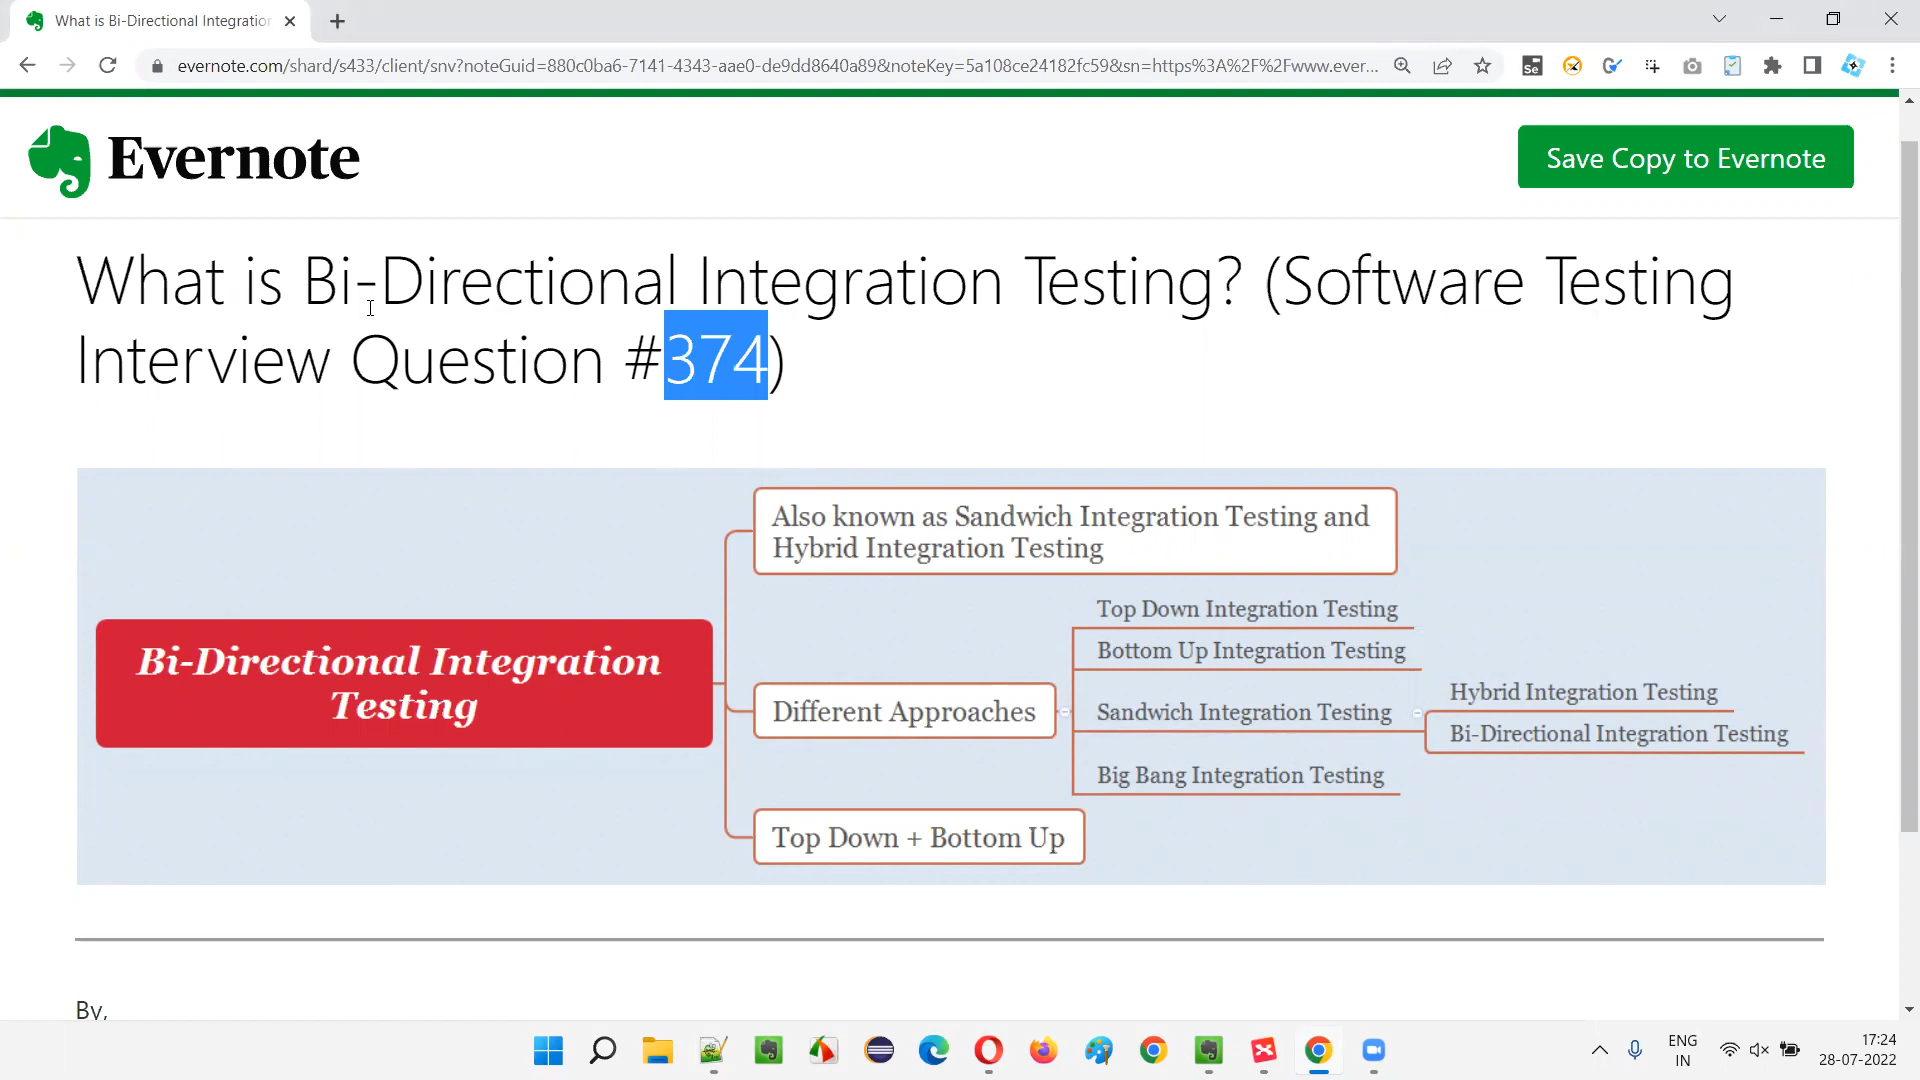 What is Bi-Directional Integration
evernote.com/shard/s433/client/snv?noteGuid=880c0ba6-7141-4343-aae0-de9dd8640a89&noteKey=5a108ce24182fc59&sn=https%3A%2F%2Fwww.ever...
Se
Evernote
Save Copy to Evernote
What is Bi-Directional Integration Testing? (Software Testing
Interview Question #374)
Also known as Sandwich Integration Testing and
Hybrid Integration Testing
Top Down Integration Testing
Bottom Up Integration Testing
Bi-Directional Integration
Testing
Different Approaches
Sandwich Integration Testing
Hybrid Integration Testing
Bi-Directional Integration Testing
Big Bang Integration Testing
Top Down + Bottom Up
By,
ENG
IN
17:24
28-07-2022